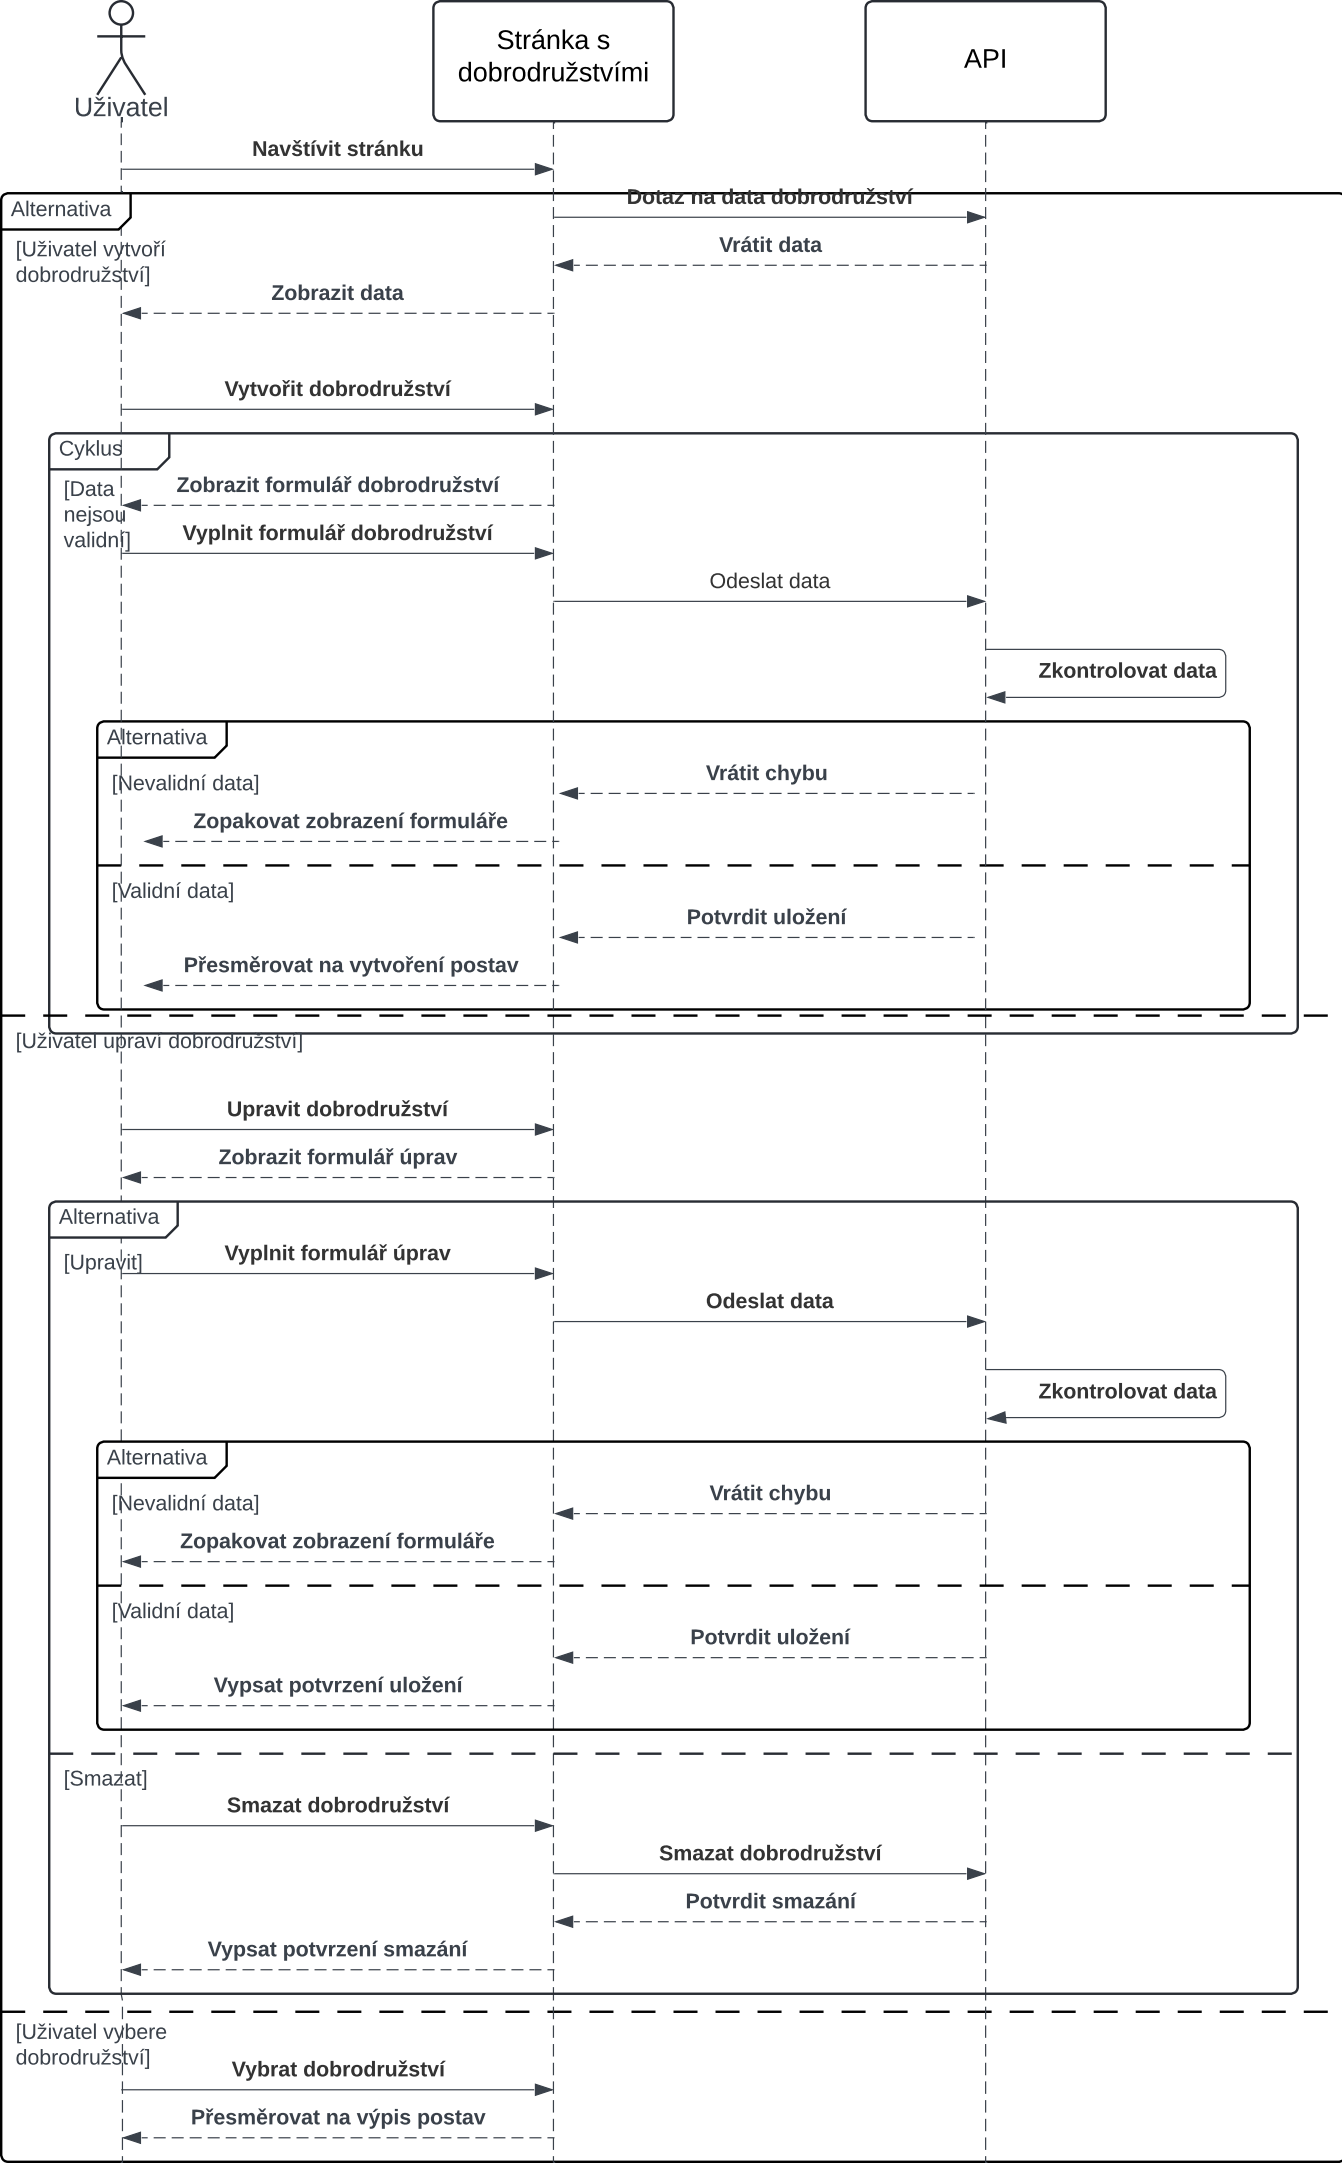 Uživatel
Stránka s
dobrodružstvími
API
Navštívit stránku
Alternativa
Dotaz na data dobrodružství
[Uživatel vytvoří
dobrodružství]
Vrátit data
Zobrazit data
Vytvořit dobrodružství
Cyklus
[Data
nejsou
validní]
Zobrazit formulář dobrodružství
Vyplnit formulář dobrodružství
Odeslat data
Zkontrolovat data
Alternativa
[Nevalidní data]
Vrátit chybu
Zopakovat zobrazení formuláře
[Validní data]
Potvrdit uložení
Přesměrovat na vytvoření postav
[Uživatel upraví dobrodružství]
Upravit dobrodružství
Zobrazit formulář úprav
Alternativa
[Upravit]
Vyplnit formulář úprav
Odeslat data
Zkontrolovat data
Alternativa
[Nevalidní data]
Vrátit chybu
Zopakovat zobrazení formuláře
[Validní data]
Potvrdit uložení
Vypsat potvrzení uložení
[Smazat]
Smazat dobrodružství
Smazat dobrodružství
Potvrdit smazání
Vypsat potvrzení smazání
[Uživatel vybere
dobrodružství]
Vybrat dobrodružství
Přesměrovat na výpis postav